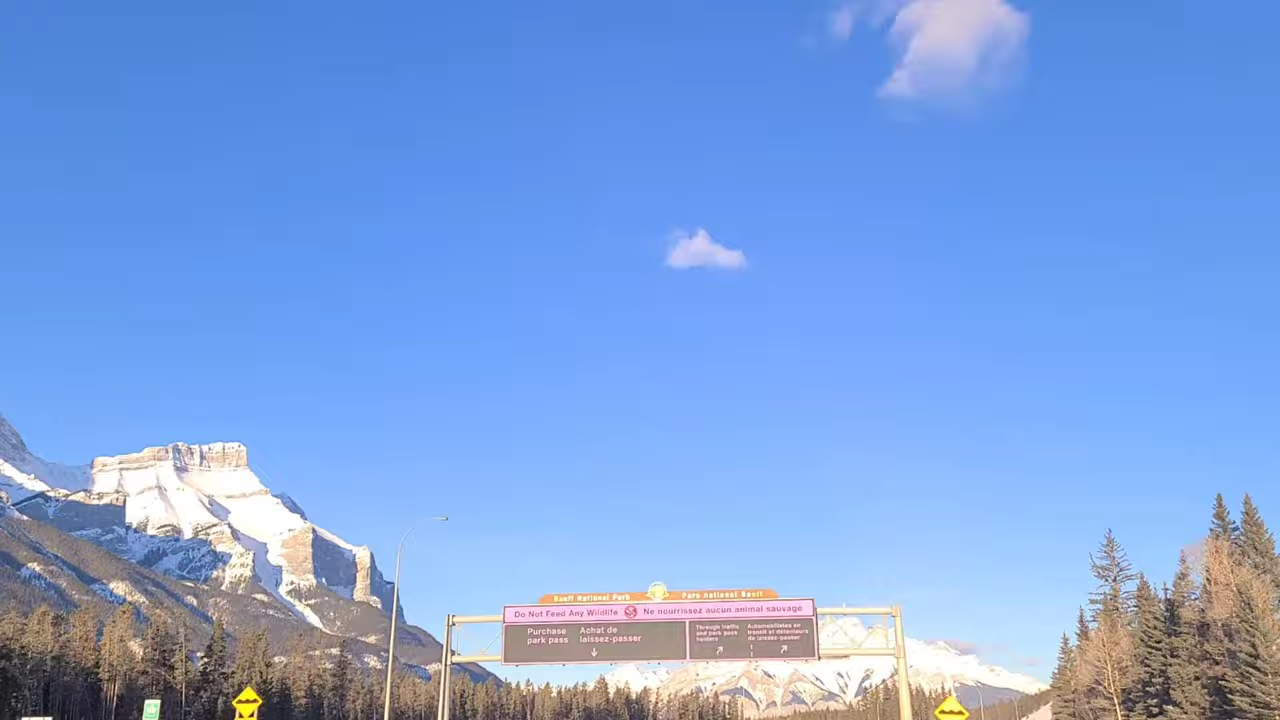 Banff National Park Parc national Banff
Do Not Feed Any Wildlife Ne nourrissez aucun animal sauvage
Purchase
park pass
Achat de
laissez-passer
Through traffic
and park pass
holders
Automobilistes en
transit et détenteurs
de laissez-passer